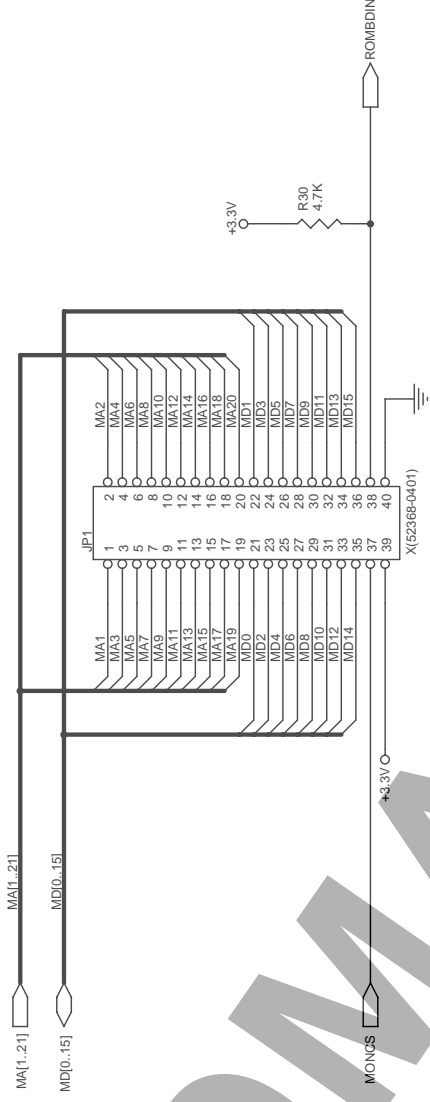 MA[1..21]
MA[1..21]
MD[0..15]
MD[0..15]
MONCS
+3.3V
JP1
MA1
MA3
MA5
MA7
MA9
MA11
MA13
MA15
MA17
MA19
MD0
MD2
MD4
MD6
MD8
MD10
MD12
MD14
1 2
3 4
5 6
7 8
9 10
11 12
13 14
15 16
17 18
19 20
21 22
23 24
25 26
27 28
29 30
31 32
33 34
35 36
37 38
39 40
X(52368-0401)
MA2
MA4
MA6
MA8
MA10
MA12
MA14
MA16
MA18
MA20
MD1
MD3
MD5
MD7
MD9
MD11
MD13
MD15
+3.3V
R30
4.7K
ROMBDIN